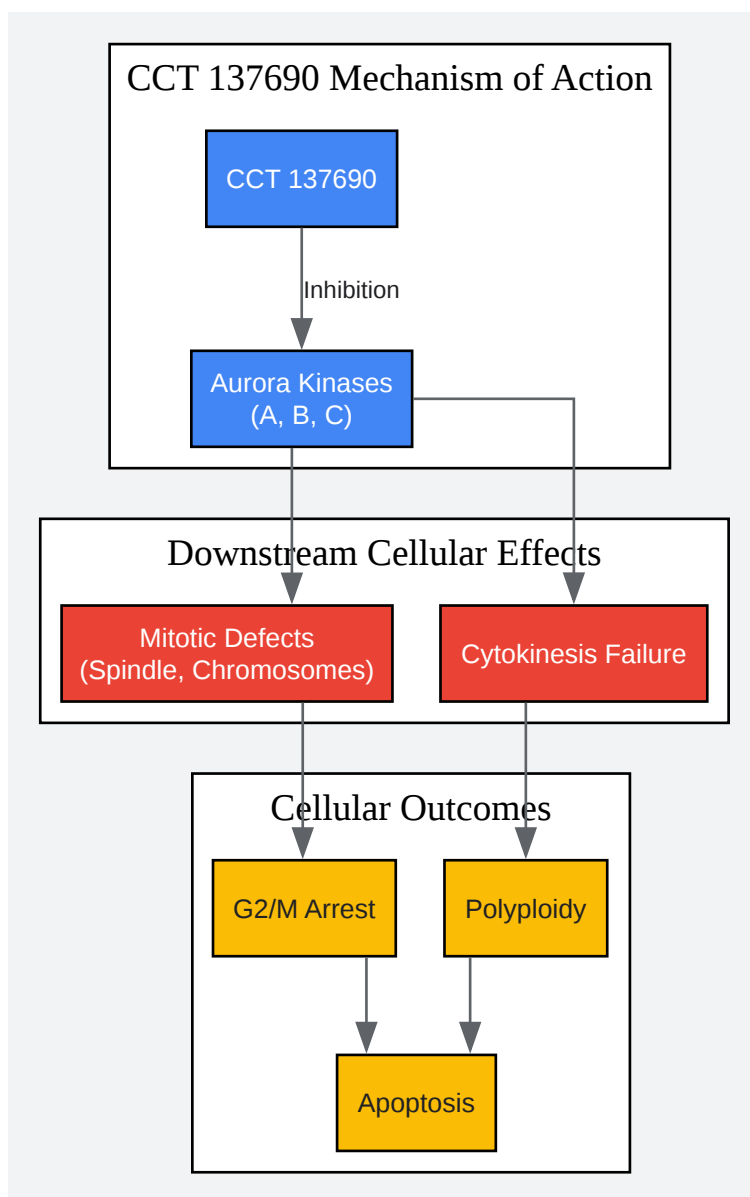 CCT 137690 Mechanism of Action
CCT 137690
Inhibition
Aurora Kinases
(A, B, C)
Downstream Cellular Effects
Mitotic Defects
(Spindle, Chromosomes)
Cytokinesis Failure
Cellular Outcomes
G2/M Arrest
Polyploidy
Apoptosis